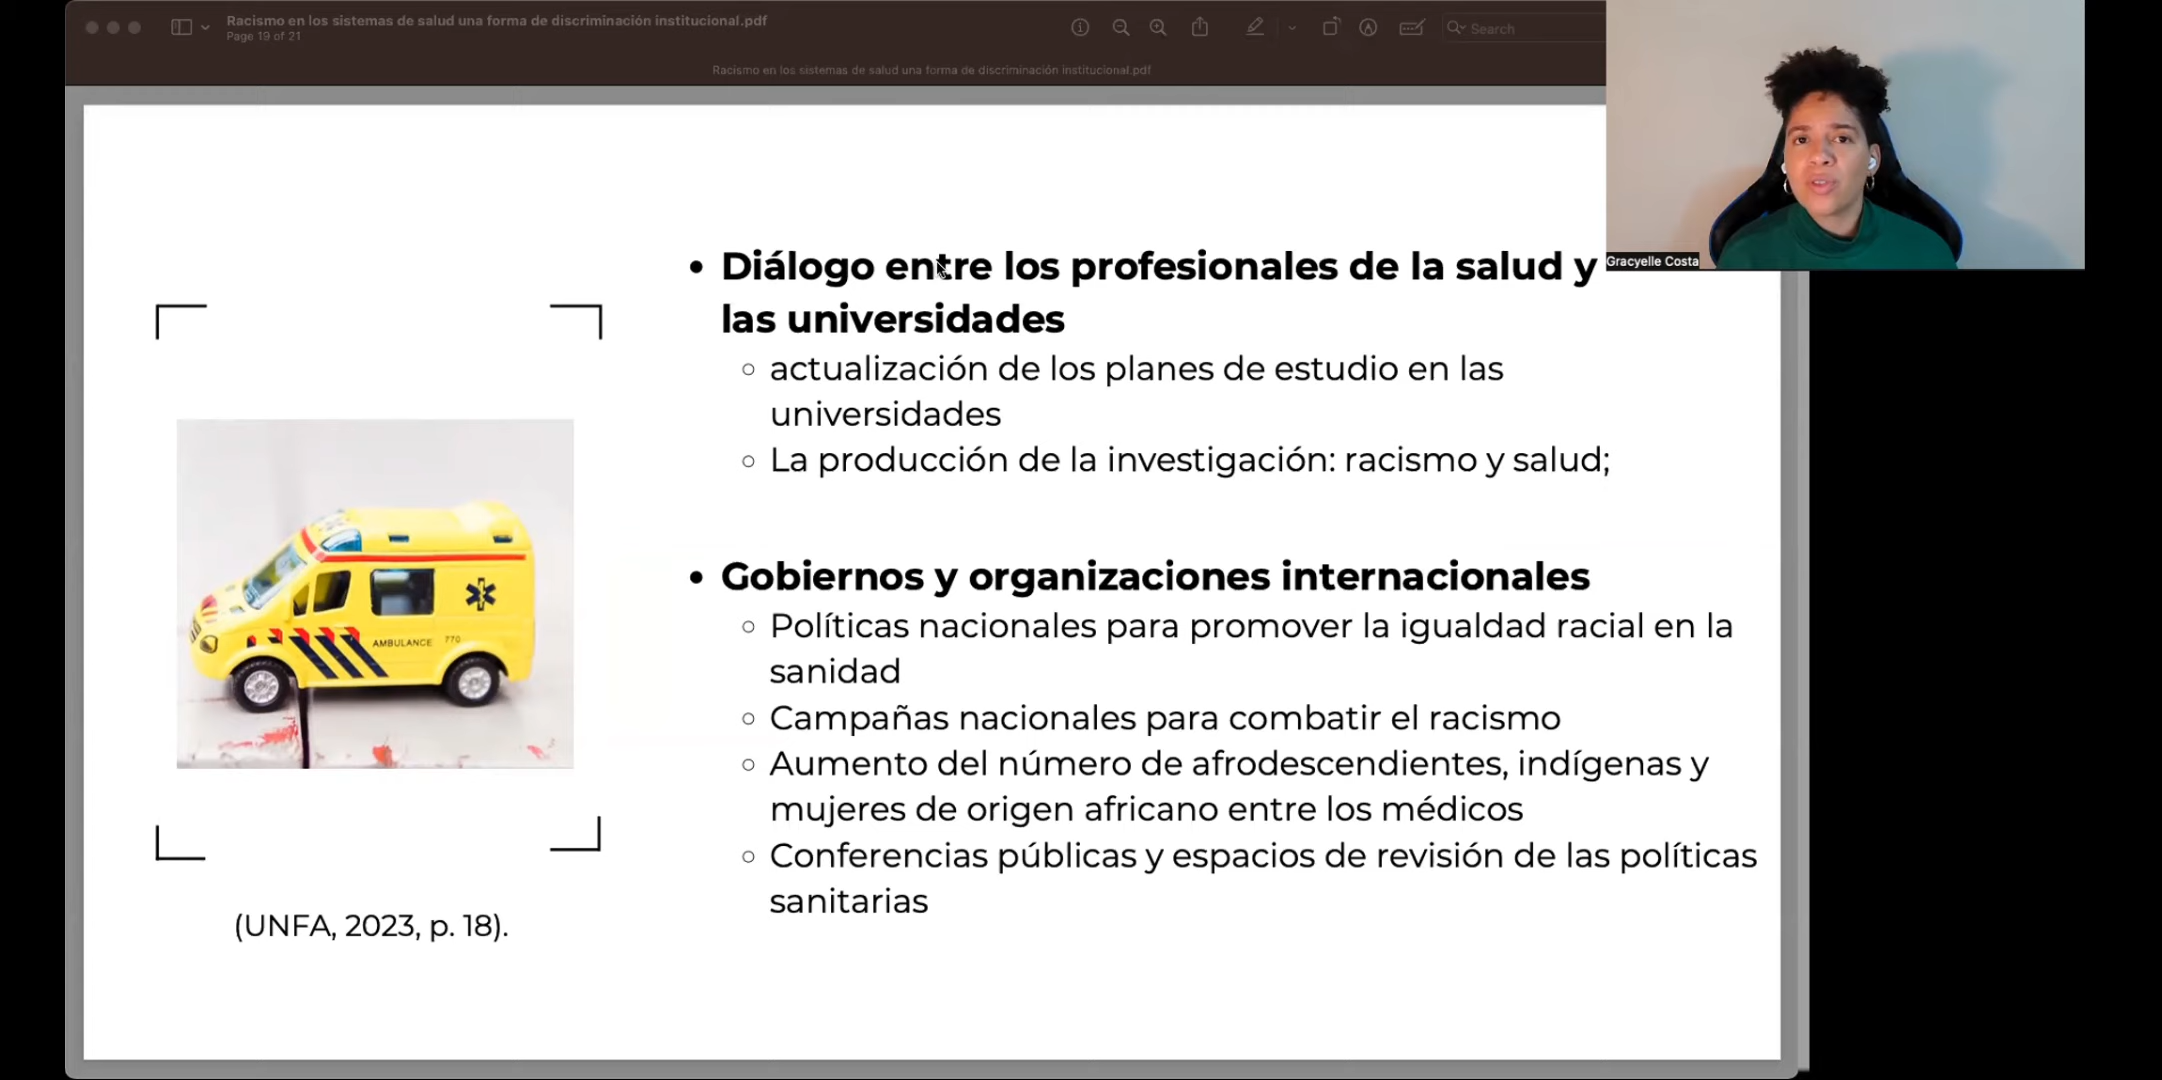 Racismo en los sistemas de salud una forma de discriminación institucional.pdf
Page 19 of 21
Search
Racismo en los sistemas de salud una forma de discriminación institucional.pdf
Gracyelle Costa
• Diálogo entre los profesionales de la salud y
las universidades
○ actualización de los planes de estudio en las
universidades
○ La producción de la investigación: racismo y salud;
• Gobiernos y organizaciones internacionales
○ Políticas nacionales para promover la igualdad racial en la
sanidad
○ Campañas nacionales para combatir el racismo
○ Aumento del número de afrodescendientes, indígenas y
mujeres de origen africano entre los médicos
○ Conferencias públicas y espacios de revisión de las políticas
sanitarias
AMBULANCE 770
(UNFA, 2023, p. 18).